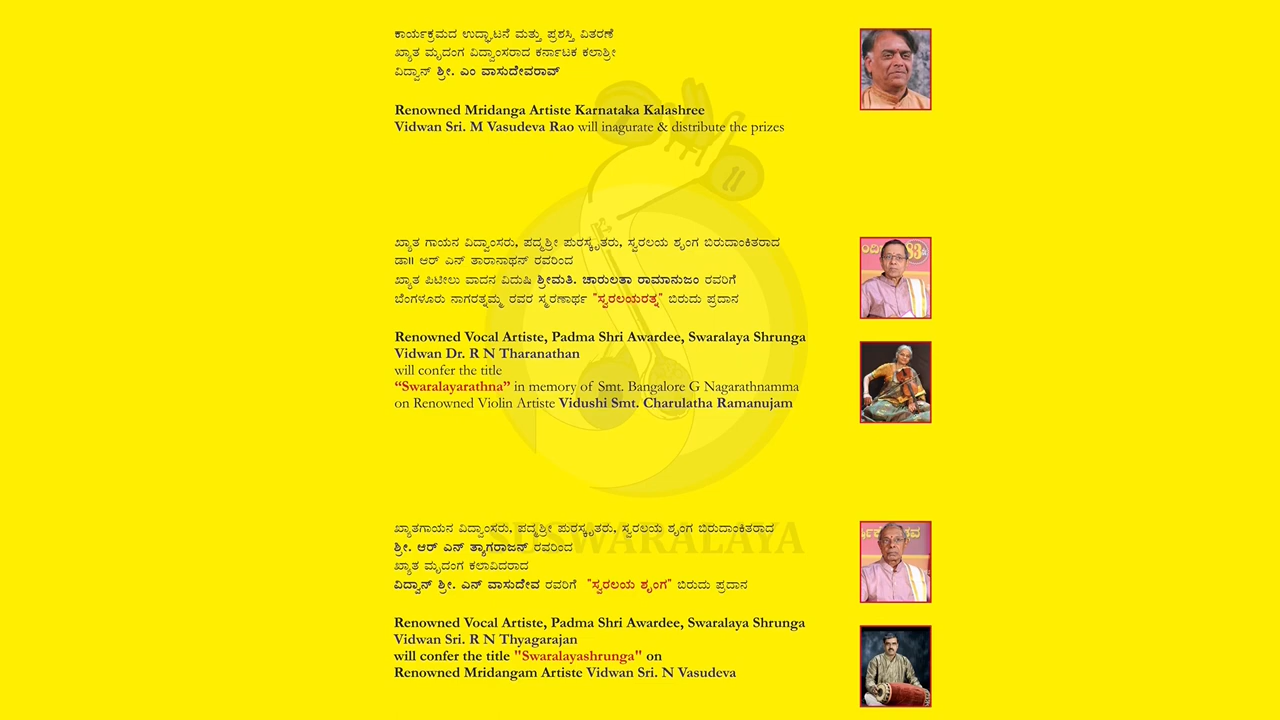 ಕಾರ್ಯಕ್ರಮದ ಉದ್ಘಾಟನೆ ಮತ್ತು ಪ್ರಶಸ್ತಿ ವಿತರಣೆ
ಖ್ಯಾತ ಮೃದಂಗ ವಿದ್ವಾಂಸರಾದ ಕರ್ನಾಟಕ ಕಲಾಶ್ರೀ
ವಿದ್ವಾನ್ ಶ್ರೀ. ಎಂ ವಾಸುದೇವರಾವ್
Renowned Mridanga Artiste Karnataka Kalashree
Vidwan Sri. M Vasudeva Rao will inagurate & distribute the prizes
ಖ್ಯಾತ ಗಾಯನ ವಿದ್ವಾಂಸರು, ಪದ್ಮಶ್ರೀ ಪುರಸ್ಕೃತರು, ಸ್ವರಲಯ ಶೃಂಗ ಬಿರುದಾಂಕಿತರಾದ
ಡಾ॥ ಆರ್ ಎನ್ ತಾರಾನಾಥನ್ ರವರಿಂದ
ಖ್ಯಾತ ಪಿಟೀಲು ವಾದನ ವಿದುಷಿ ಶ್ರೀಮತಿ. ಚಾರುಲತಾ ರಾಮಾನುಜಂ ರವರಿಗೆ
ಬೆಂಗಳೂರು ನಾಗರತ್ನಮ್ಮ ರವರ ಸ್ಮರಣಾರ್ಥ "ಸ್ವರಲಯರತ್ನ" ಬಿರುದು ಪ್ರದಾನ
Renowned Vocal Artiste, Padma Shri Awardee, Swaralaya Shrunga
Vidwan Dr. R N Tharanathan
will confer the title
“Swaralayarathna” in memory of Smt. Bangalore G Nagarathnamma
on Renowned Violin Artiste Vidushi Smt. Charulatha Ramanujam
ಖ್ಯಾತಗಾಯನ ವಿದ್ವಾಂಸರು, ಪದ್ಮಶ್ರೀ ಪುರಸ್ಕೃತರು, ಸ್ವರಲಯ ಶೃಂಗ ಬಿರುದಾಂಕಿತರಾದ
SUSWARALAYA
ಶ್ರೀ. ಆರ್ ಎನ್ ತ್ಯಾಗರಾಜನ್ ರವರಿಂದ
ಖ್ಯಾತ ಮೃದಂಗ ಕಲಾವಿದರಾದ
ವಿದ್ವಾನ್ ಶ್ರೀ. ಎನ್ ವಾಸುದೇವ ರವರಿಗೆ "ಸ್ವರಲಯ ಶೃಂಗ" ಬಿರುದು ಪ್ರದಾನ
Renowned Vocal Artiste, Padma Shri Awardee, Swaralaya Shrunga
Vidwan Sri. R N Thyagarajan
will confer the title "Swaralayashrunga" on
Renowned Mridangam Artiste Vidwan Sri. N Vasudeva